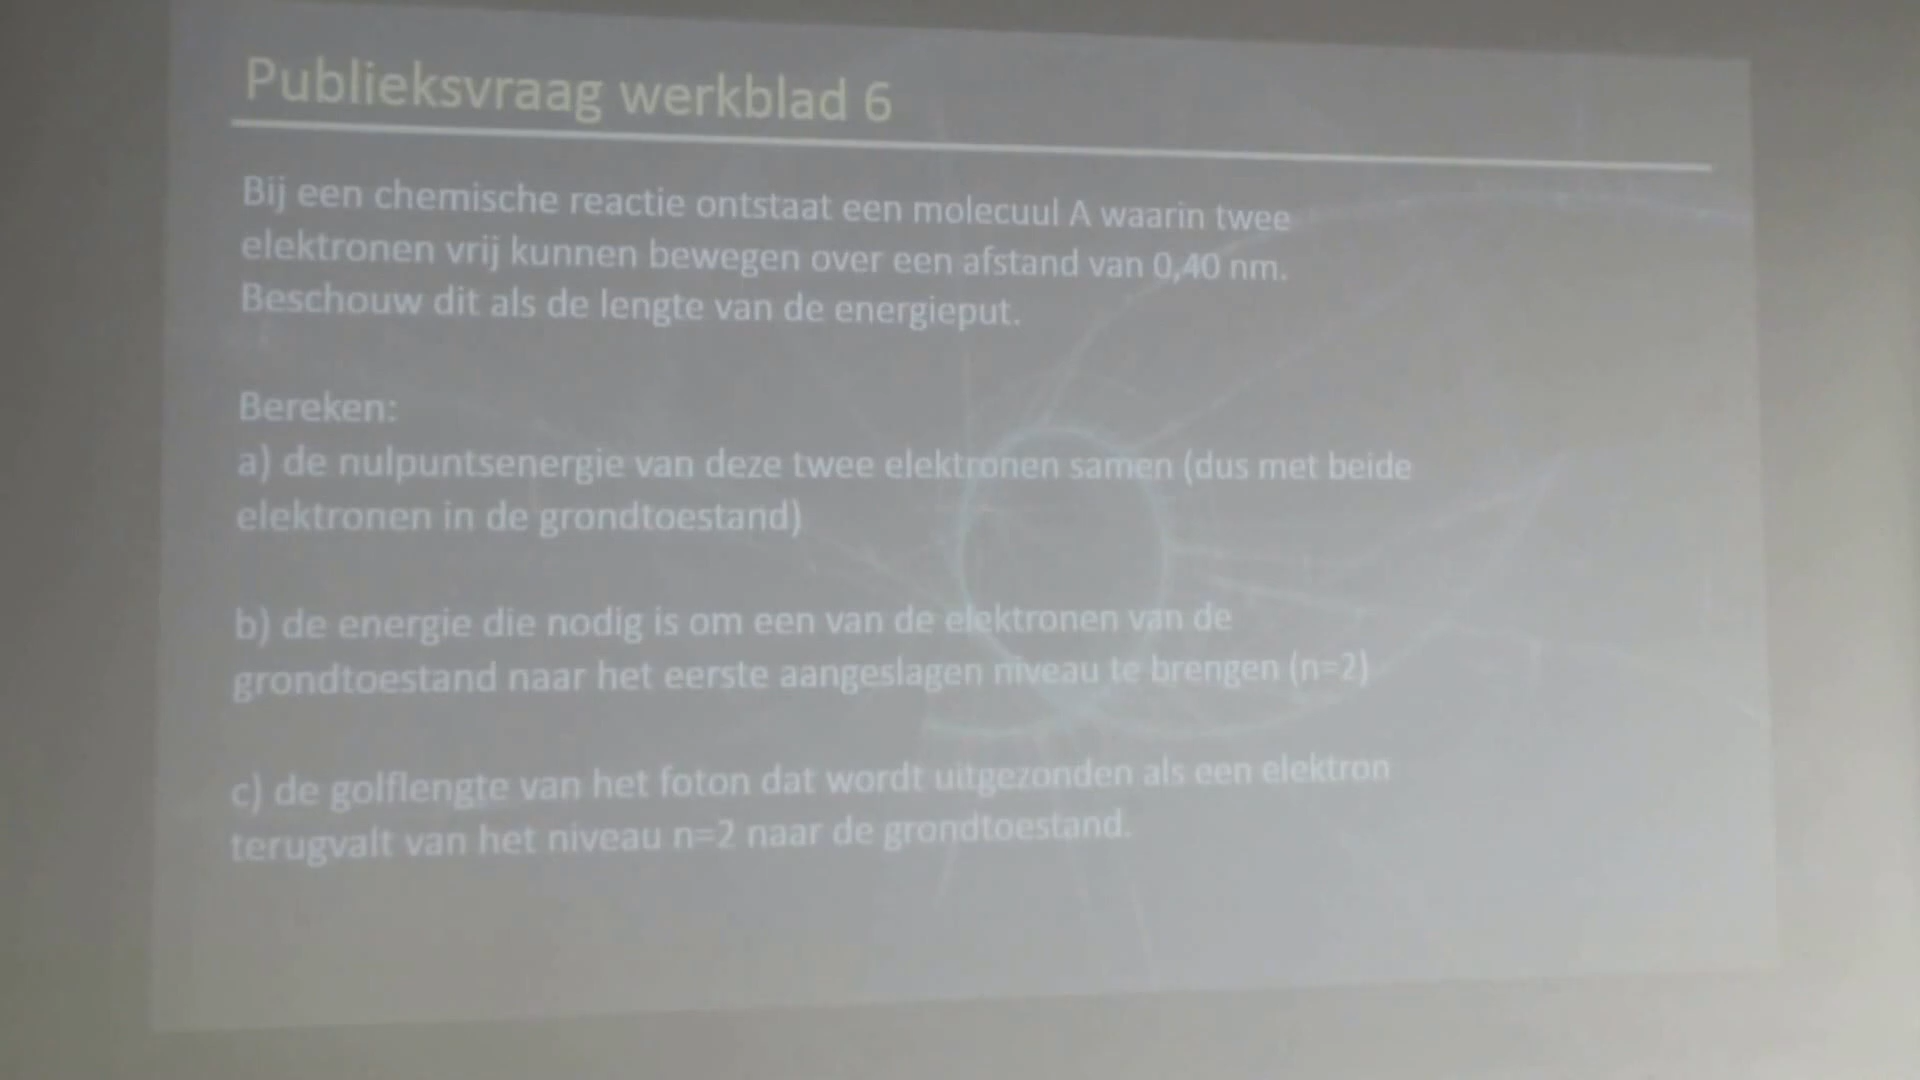 Publieksvraag werkblad 6
Bij een chemische reactie ontstaat een molecuul A waarin twee
elektronen vrij kunnen bewegen over een afstand van 0,40 nm.
Beschouw dit als de lengte van de energieput.
Bereken:
a) de nulpuntsenergie van deze twee elektronen samen (dus met beide
elektronen in de grondtoestand)
b) de energie die nodig is om een van de elektronen van de
grondtoestand naar het eerste aangeslagen niveau te brengen (n=2)
c) de golflengte van het foton dat wordt uitgezonden als een elektron
terugvalt van het niveau n=2 naar de grondtoestand.